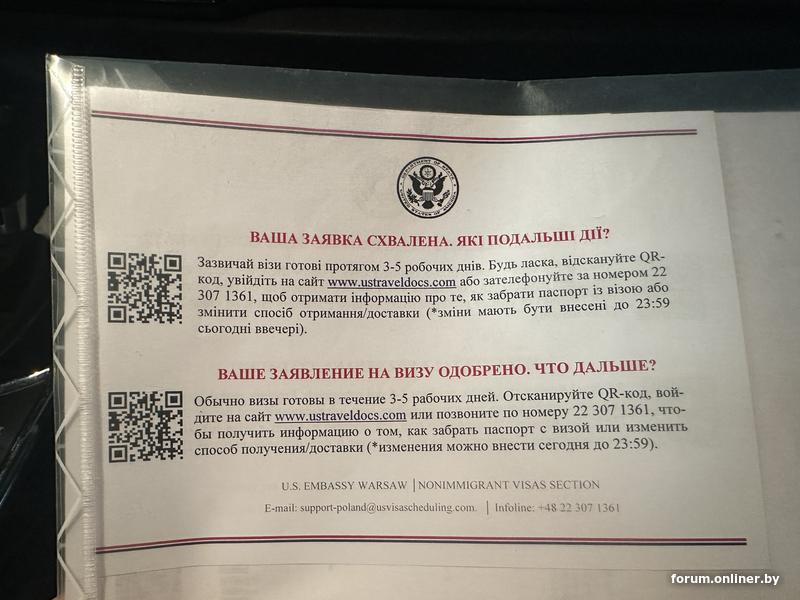 ВАША ЗАЯВКА СХВАЛЕНА. ЯКІ ПОДАЛЬШІ ДІЇ?
Зазвичай візи готові протягом 3-5 робочих днів. Будь ласка, відскануйте QR-
код, увійдіть на сайт www.ustraveldocs.com або зателефонуйте за номером 22
307 1361, щоб отримати інформацію про те, як забрати паспорт із візою або
змінити спосіб отримання/доставки (*зміни мають бути внесені до 23:59
сьогодні ввечері).
ВАШЕ ЗАЯВЛЕНИЕ НА ВИЗУ ОДОБРЕНО. ЧТО ДАЛЬШЕ?
Обычно визы готовы в течение 3-5 рабочих дней. Отсканируйте QR-код, вой-
дите на сайт www.ustraveldocs.com или позвоните по номеру 22 307 1361, что-
бы получить информацию о том, как забрать паспорт с визой или изменить
способ получения/доставки (*изменения можно внести сегодня до 23:59).
U.S. EMBASSY WARSAW | NONIMMIGRANT VISAS SECTION
E-mail: support-poland@usvisascheduling.com. | Infoline: +48 22 307 1361
forum.onliner.by